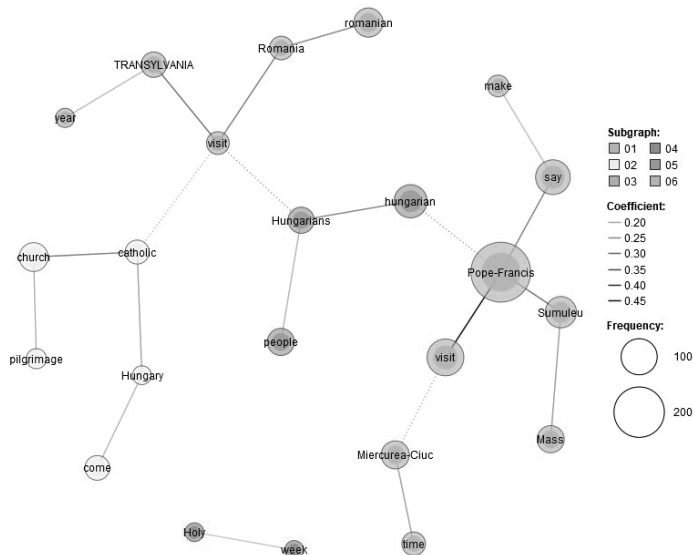 romanian
Romania
TRANSYLVANIA
make
year
visit
say
hungarian
Hungarians
catholic
church
Pope-Francis
Sumuleu
people
visit
pilgrimage
Hungary
Mass
Miercurea-Ciuc
come
Holy
time
week
Subgraph:
01 04
02 05
03 06
Coefficient:
0.20
0.25
0.30
0.35
0.40
0.45
Frequency:
100
200